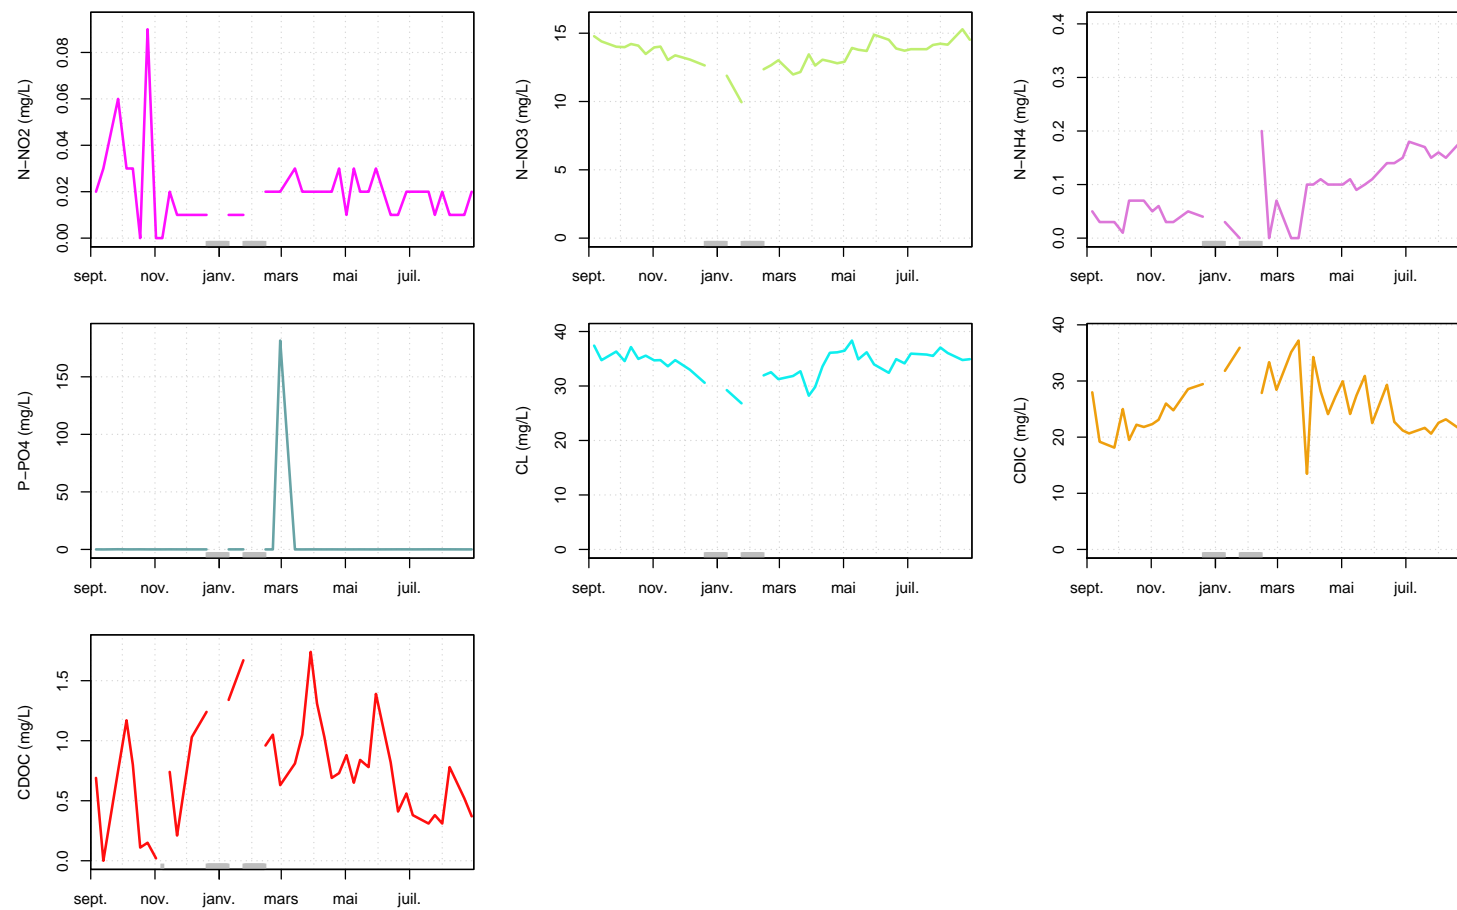 N−NO2 (mg/L)
0.00 0.02 0.04 0.06 0.08
sept. nov. janv. mars mai juil.
N−NO3 (mg/L)
0 5 10 15
sept. nov. janv. mars mai juil.
N−NH4 (mg/L)
0.0 0.1 0.2 0.3 0.4
sept. nov. janv. mars mai juil.
P−PO4 (mg/L)
0 50 100 150
sept. nov. janv. mars mai juil.
CL (mg/L)
0 10 20 30 40
sept. nov. janv. mars mai juil.
CDIC (mg/L)
0 10 20 30 40
sept. nov. janv. mars mai juil.
CDOC (mg/L)
0.0 0.5 1.0 1.5
sept. nov. janv. mars mai juil.